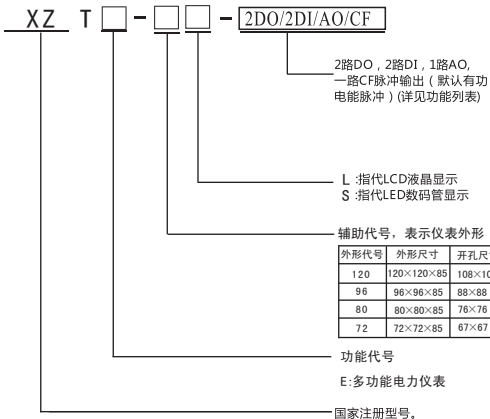 XZ T□-□□-2DO/2DI/AO/CF
2路DO，2路DI，1路AO,
一路CF脉冲输出（默认有功
电能脉冲）(详见功能列表)
L :指代LCD液晶显示
S :指代LED数码管显示
辅助代号，表示仪表外形
外形代号 外形尺寸 开孔尺
120 120×120×85 108×10
96 96×96×85 88×88
80 80×80×85 76×76
72 72×72×85 67×67
功能代号
E:多功能电力仪表
国家注册型号。